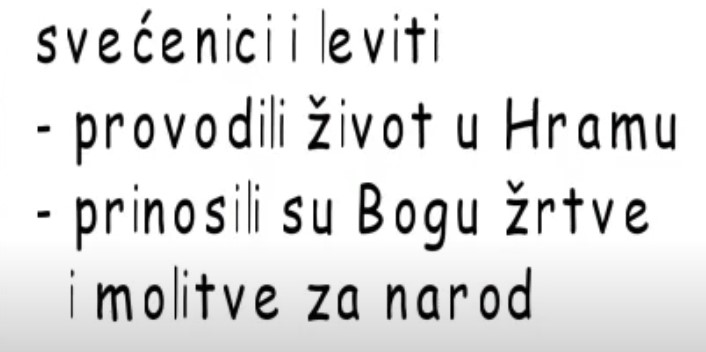 svećenici i leviti
- provodili život u Hramu
- prinosili su Bogu žrtve
i molitve za narod